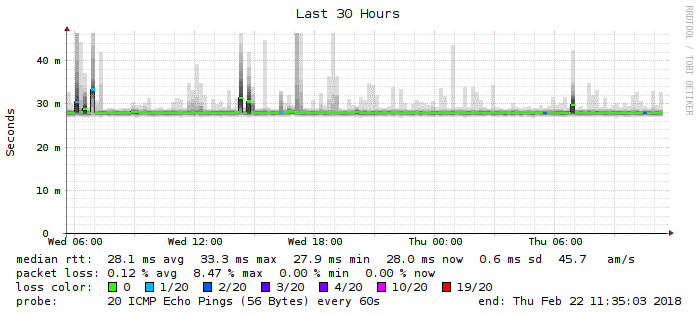 Last 30 Hours
RRDTOOL / TOBI OETIKER
Seconds
40 m
30 m
20 m
10 m
0
Wed 06:00 Wed 12:00 Wed 18:00 Thu 00:00 Thu 06:00
median rtt: 28.1 ms avg 33.3 ms max 27.9 ms min 28.0 ms now 0.6 ms sd 45.7 am/s
packet loss: 0.12 % avg 8.47 % max 0.00 % min 0.00 % now
loss color: 0 1/20 2/20 3/20 4/20 10/20 19/20
probe: 20 ICMP Echo Pings (56 Bytes) every 60s end: Thu Feb 22 11:35:03 2018